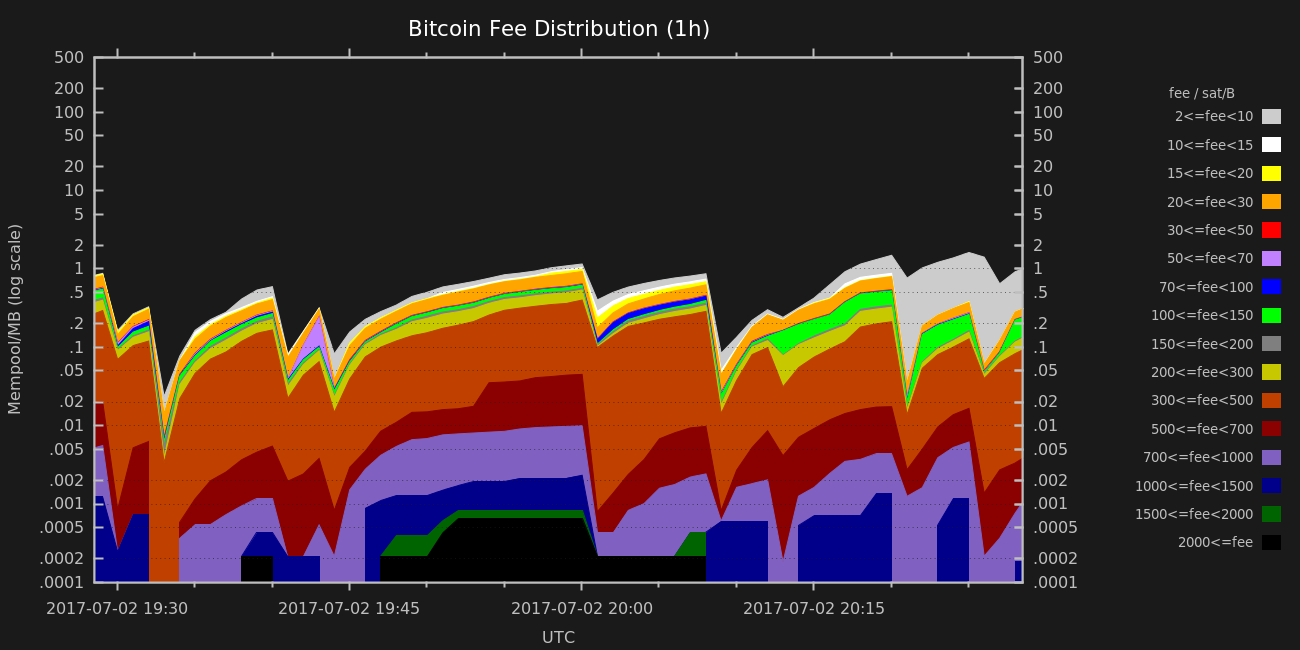 Bitcoin Fee Distribution (1h)
Mempool/MB (log scale)
500
200
100
50
20
10
5
2
1
.5
.2
.1
.05
.02
.01
.005
.002
.001
.0005
.0002
.0001
500
200
100
50
20
10
5
2
1
.5
.2
.1
.05
.02
.01
.005
.002
.001
.0005
.0002
.0001
2017-07-02 19:30
2017-07-02 19:45
2017-07-02 20:00
2017-07-02 20:15
UTC
fee / sat/B
2<=fee<10
10<=fee<15
15<=fee<20
20<=fee<30
30<=fee<50
50<=fee<70
70<=fee<100
100<=fee<150
150<=fee<200
200<=fee<300
300<=fee<500
500<=fee<700
700<=fee<1000
1000<=fee<1500
1500<=fee<2000
2000<=fee